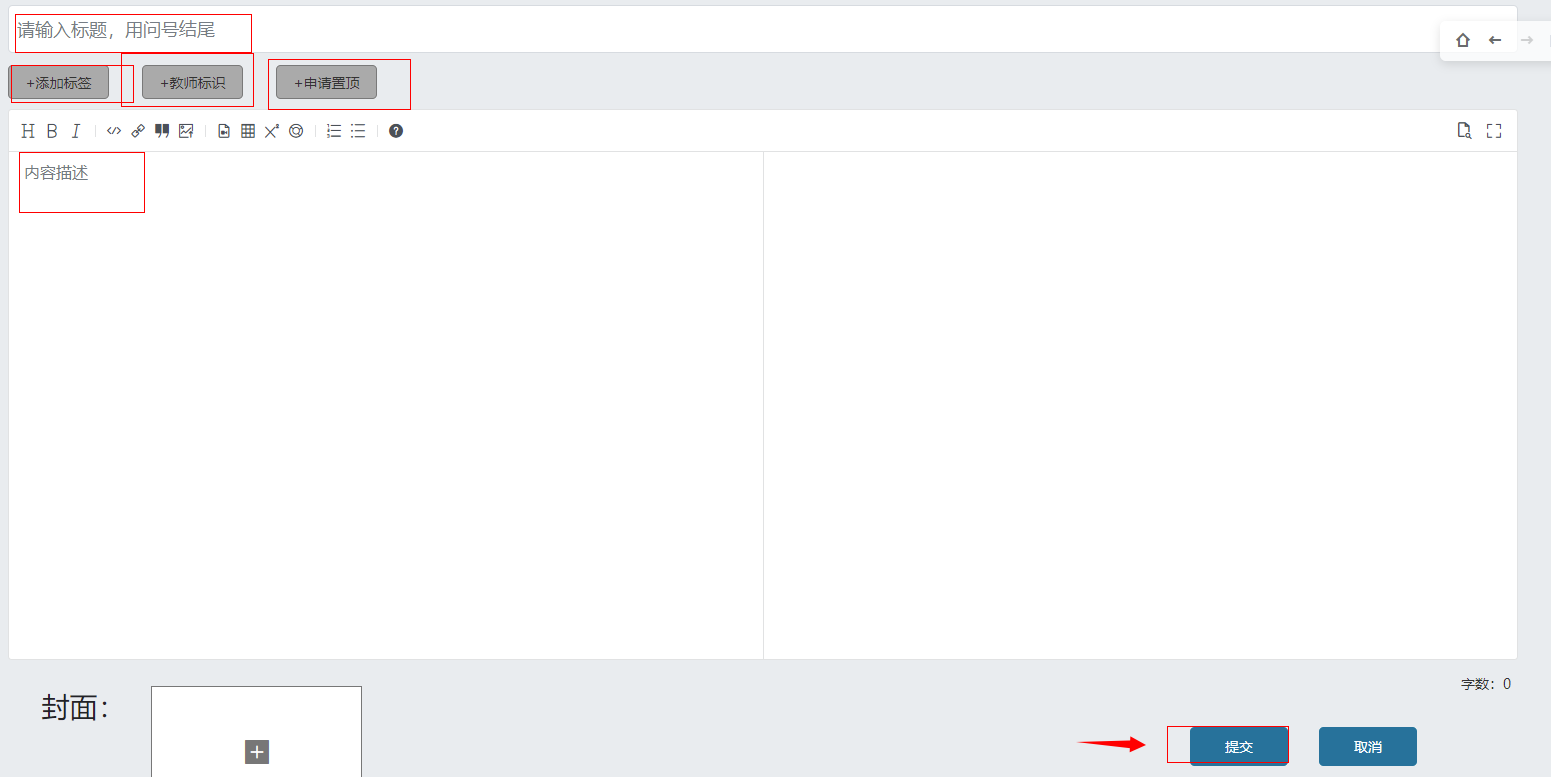 请输入标题，用问号结尾
+添加标签 +教师标识 +申请置顶
H B I
内容描述
字数：0
封面：
提交 取消